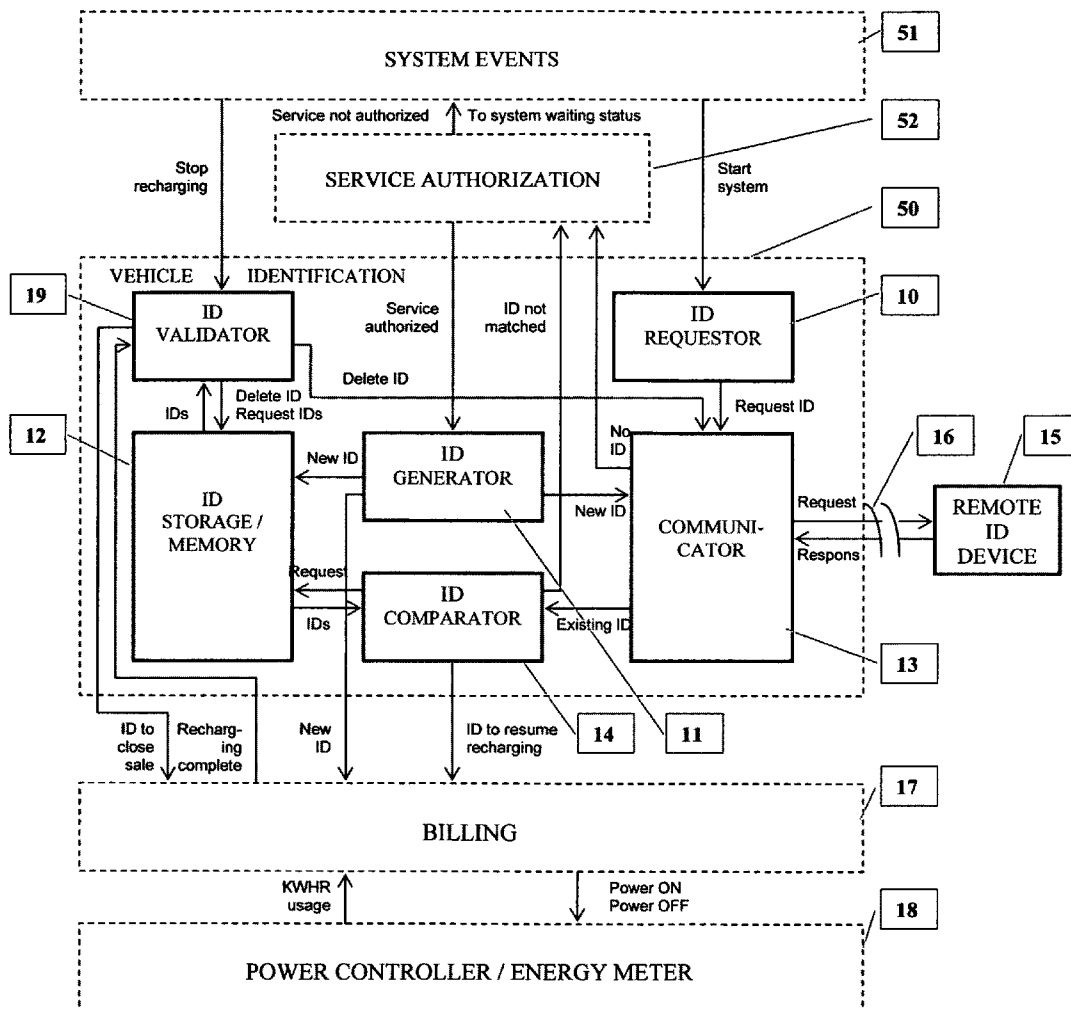 51
SYSTEM EVENTS
Service not authorized
To system waiting status
52
Stop
recharging
SERVICE AUTHORIZATION
Start
system
50
VEHICLE IDENTIFICATION
19
ID
VALIDATOR
Service
authorized
ID not
matched
ID
REQUESTOR
10
Delete ID
IDs
Delete ID
Request IDs
Request ID
12
No
ID
16
15
ID
STORAGE /
MEMORY
New ID
ID
GENERATOR
New ID
COMMUNI-
CATOR
Request
Respons
REMOTE
ID
DEVICE
Request
IDs
ID
COMPARATOR
Existing ID
13
ID to
close
sale
Recharg-
ing
complete
New
ID
ID to resume
recharging
14
11
17
BILLING
KWHR
usage
Power ON
Power OFF
18
POWER CONTROLLER / ENERGY METER